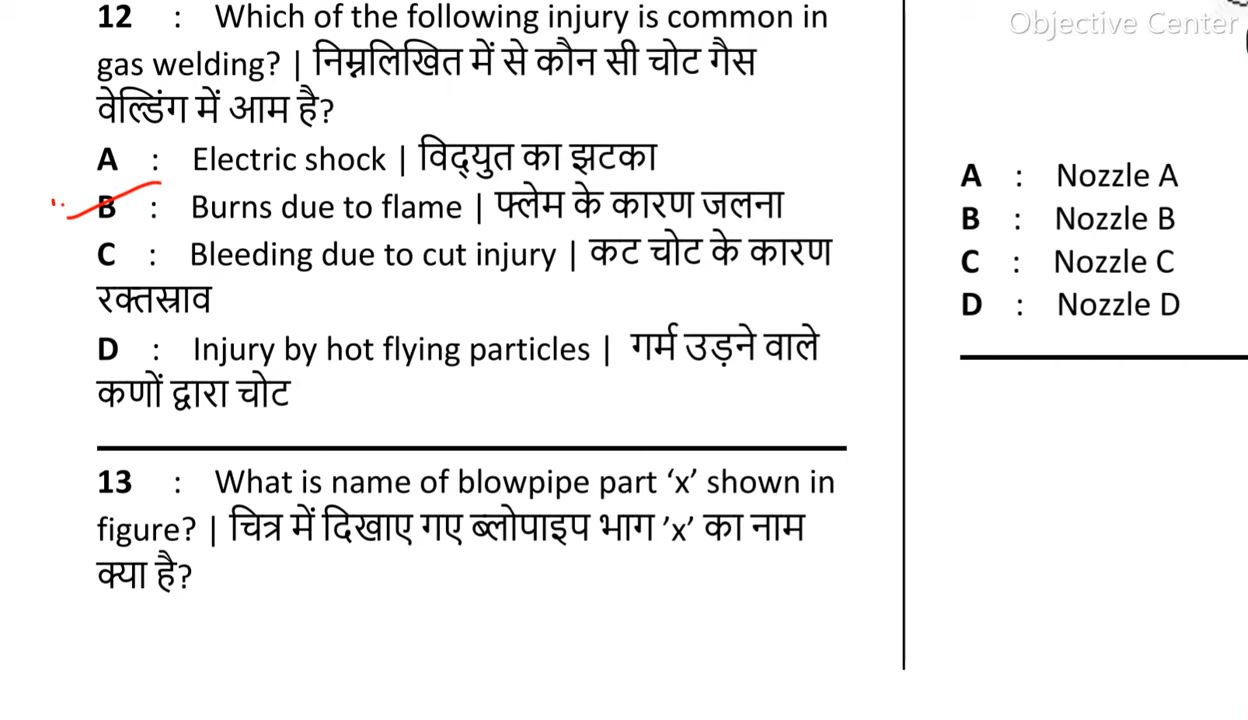 12 : Which of the following injury is common in
gas welding? | निम्नलिखित में से कौन सी चोट गैस
वेल्डिंग में आम है?
A : Electric shock | विद्युत का झटका
B : Burns due to flame | फ्लेम के कारण जलना
C : Bleeding due to cut injury | कट चोट के कारण
रक्तस्राव
D : Injury by hot flying particles | गर्म उड़ने वाले
कणों द्वारा चोट
13 : What is name of blowpipe part ‘x’ shown in
figure? | चित्र में दिखाए गए ब्लोपाइप भाग ’x’ का नाम
क्या है?
Objective Center
A : Nozzle A
B : Nozzle B
C : Nozzle C
D : Nozzle D